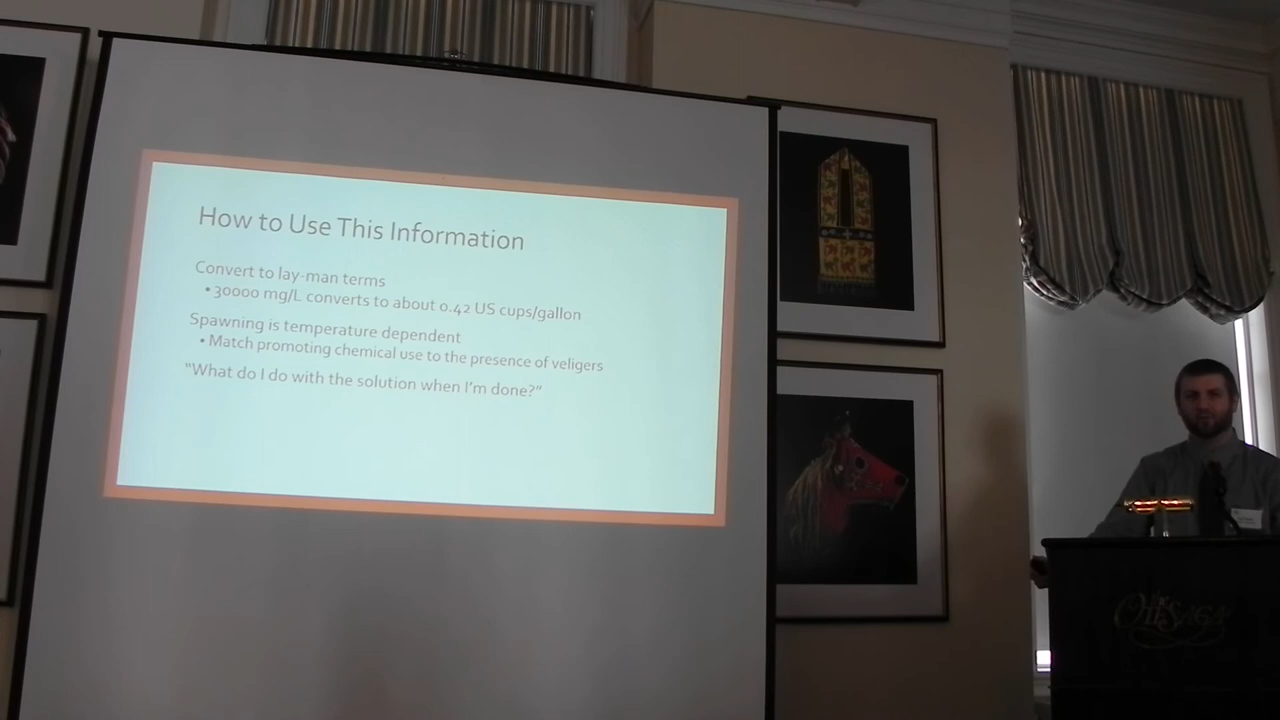 How to Use This Information
Convert to lay-man terms
• 30000 mg/L converts to about 0.42 US cups/gallon
Spawning is temperature dependent
• Match promoting chemical use to the presence of veligers
"What do I do with the solution when I'm done?"
The
OTESAGA